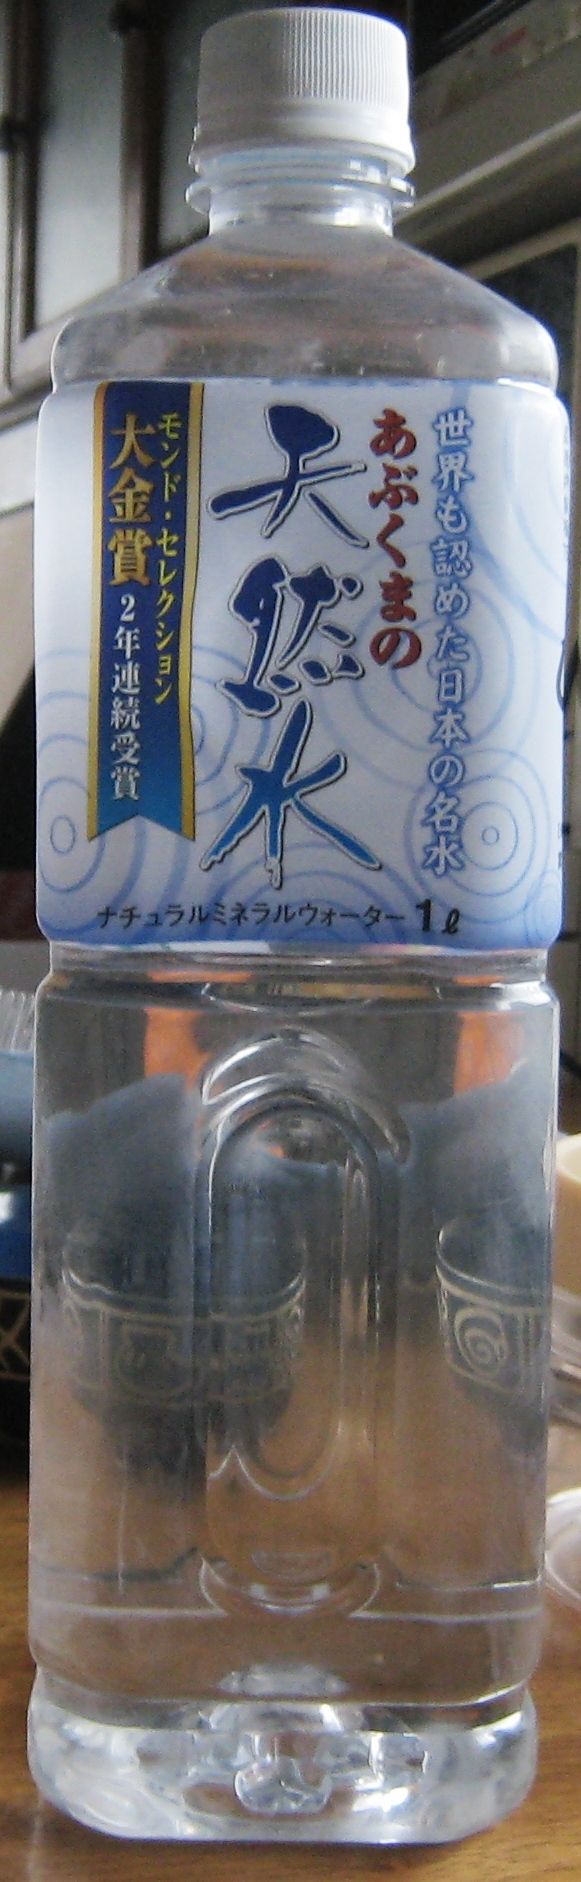 世界も認めた日本の名水
あぶくまの
天然水
モンド・セレクション
大金賞2年連続受賞
ナチュラルミネラルウォーター 1ℓ